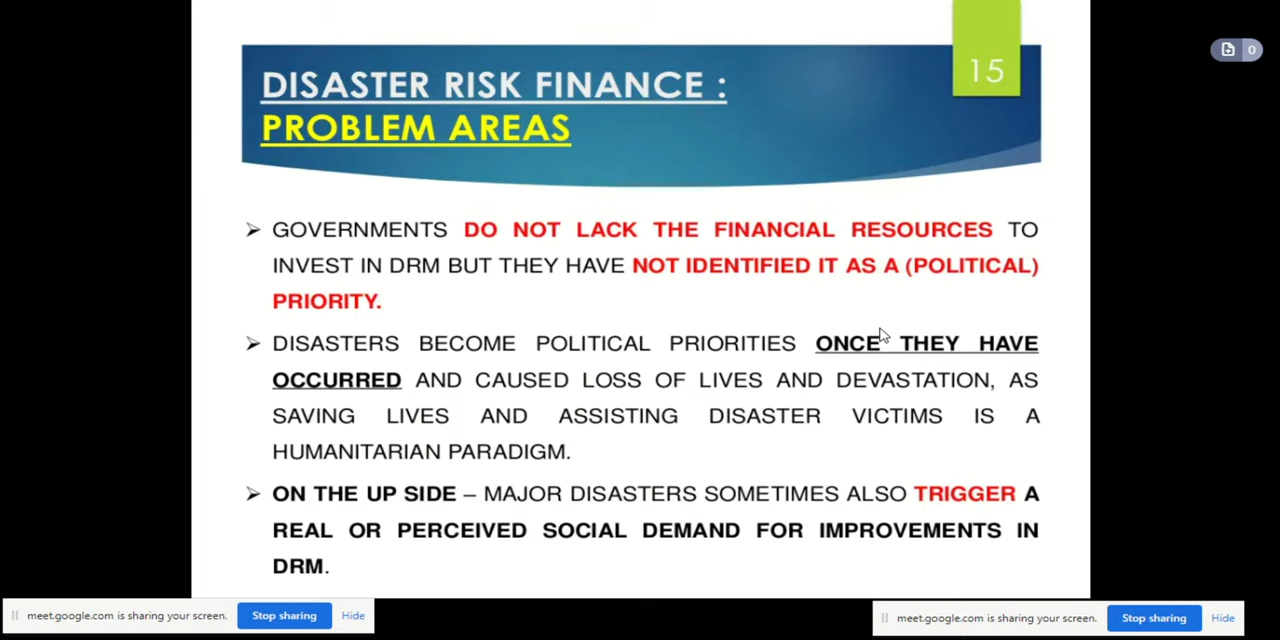 15
DISASTER RISK FINANCE :
PROBLEM AREAS
0
➢ GOVERNMENTS DO NOT LACK THE FINANCIAL RESOURCES TO
INVEST IN DRM BUT THEY HAVE NOT IDENTIFIED IT AS A (POLITICAL)
PRIORITY.
➢ DISASTERS BECOME POLITICAL PRIORITIES ONCE THEY HAVE
OCCURRED AND CAUSED LOSS OF LIVES AND DEVASTATION, AS
SAVING LIVES AND ASSISTING DISASTER VICTIMS IS A
HUMANITARIAN PARADIGM.
➢ ON THE UP SIDE – MAJOR DISASTERS SOMETIMES ALSO TRIGGER A
REAL OR PERCEIVED SOCIAL DEMAND FOR IMPROVEMENTS IN
DRM.
meet.google.com is sharing your screen. Stop sharing Hide
meet.google.com is sharing your screen. Stop sharing Hide